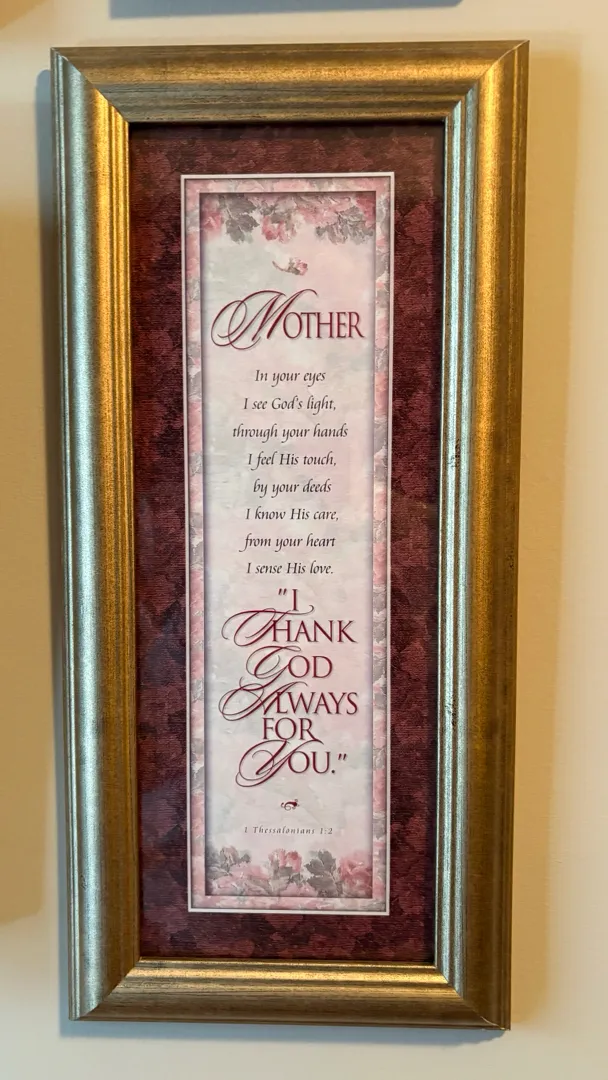 MOTHER
In your eyes
I see God's light,
through your hands
I feel His touch,
by your deeds
I know His care,
from your heart
I sense His love.
"I
THANK
GOD
ALWAYS
FOR
YOU."
1 Thessalonians 1:2